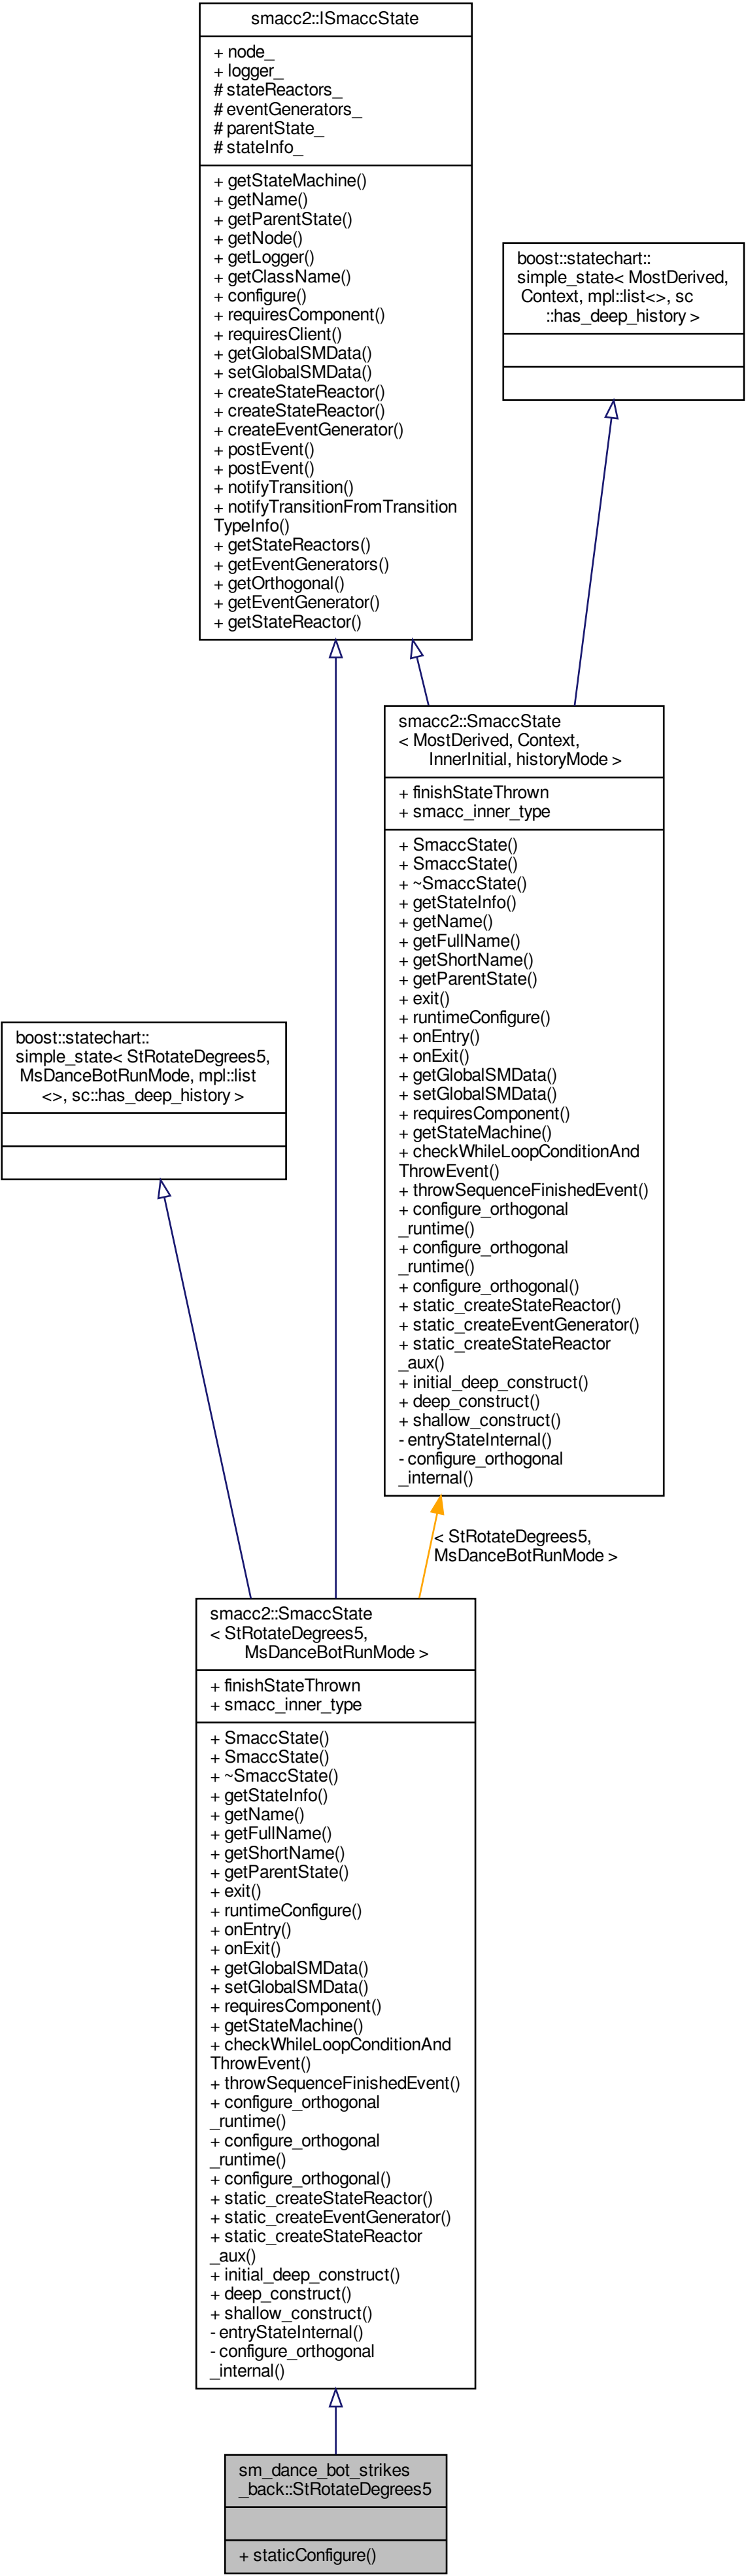 smacc2::ISmaccState
+ node_
+ logger_
# stateReactors_
# eventGenerators_
# parentState_
# stateInfo_
+ getStateMachine()
+ getName()
+ getParentState()
+ getNode()
+ getLogger()
+ getClassName()
+ configure()
+ requiresComponent()
+ requiresClient()
+ getGlobalSMData()
+ setGlobalSMData()
+ createStateReactor()
+ createStateReactor()
+ createEventGenerator()
+ postEvent()
+ postEvent()
+ notifyTransition()
+ notifyTransitionFromTransition
TypeInfo()
+ getStateReactors()
+ getEventGenerators()
+ getOrthogonal()
+ getEventGenerator()
+ getStateReactor()
boost::statechart::
simple_state< MostDerived,
Context, mpl::list<>, sc
::has_deep_history >
smacc2::SmaccState
< MostDerived, Context,
InnerInitial, historyMode >
+ finishStateThrown
+ smacc_inner_type
+ SmaccState()
+ SmaccState()
+ ~SmaccState()
+ getStateInfo()
+ getName()
+ getFullName()
+ getShortName()
+ getParentState()
+ exit()
+ runtimeConfigure()
+ onEntry()
+ onExit()
+ getGlobalSMData()
+ setGlobalSMData()
+ requiresComponent()
+ getStateMachine()
+ checkWhileLoopConditionAnd
ThrowEvent()
+ throwSequenceFinishedEvent()
+ configure_orthogonal
_runtime()
+ configure_orthogonal
_runtime()
+ configure_orthogonal()
+ static_createStateReactor()
+ static_createEventGenerator()
+ static_createStateReactor
_aux()
+ initial_deep_construct()
+ deep_construct()
+ shallow_construct()
- entryStateInternal()
- configure_orthogonal
_internal()
boost::statechart::
simple_state< StRotateDegrees5,
MsDanceBotRunMode, mpl::list
<>, sc::has_deep_history >
< StRotateDegrees5,
MsDanceBotRunMode >
smacc2::SmaccState
< StRotateDegrees5,
MsDanceBotRunMode >
+ finishStateThrown
+ smacc_inner_type
+ SmaccState()
+ SmaccState()
+ ~SmaccState()
+ getStateInfo()
+ getName()
+ getFullName()
+ getShortName()
+ getParentState()
+ exit()
+ runtimeConfigure()
+ onEntry()
+ onExit()
+ getGlobalSMData()
+ setGlobalSMData()
+ requiresComponent()
+ getStateMachine()
+ checkWhileLoopConditionAnd
ThrowEvent()
+ throwSequenceFinishedEvent()
+ configure_orthogonal
_runtime()
+ configure_orthogonal
_runtime()
+ configure_orthogonal()
+ static_createStateReactor()
+ static_createEventGenerator()
+ static_createStateReactor
_aux()
+ initial_deep_construct()
+ deep_construct()
+ shallow_construct()
- entryStateInternal()
- configure_orthogonal
_internal()
sm_dance_bot_strikes
_back::StRotateDegrees5
+ staticConfigure()